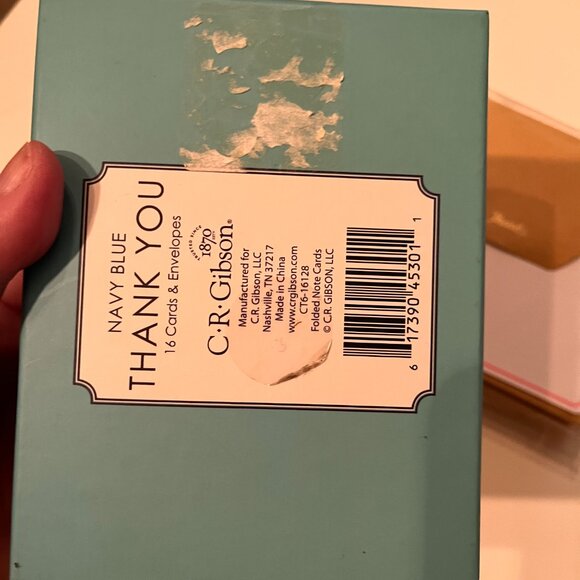 NAVY BLUE
THANK YOU
16 Cards & Envelopes
1870
C·R·Gibson®
Manufactured for
C.R. Gibson, LLC
Nashville, TN 37217
Made in China
www.crgibson.com
CT6-16128
Folded Note Cards
© C.R. GIBSON, LLC
6 17390 45301 1